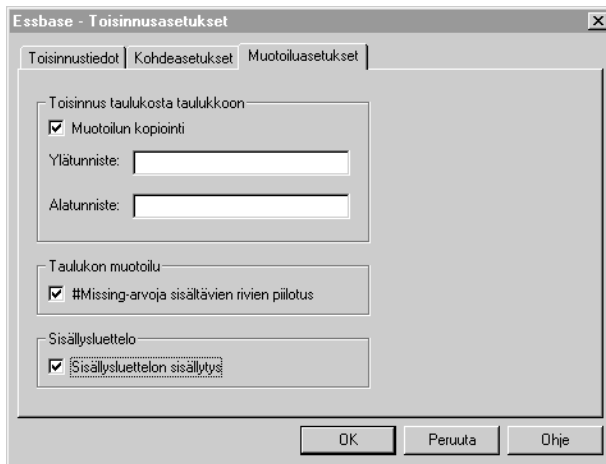 Essbase - Toisinnusasetukset
Toisinnustiedot Kohdeasetukset Muotoiluasetukset
Toisinnus taulukosta taulukkoon
Muotoilun kopiointi
Ylätunniste:
Alatunniste:
Taulukon muotoilu
#Missing-arvoja sisältävien rivien piilotus
Sisällysluettelo
Sisällysluettelon sisällytys
OK Peruuta Ohje